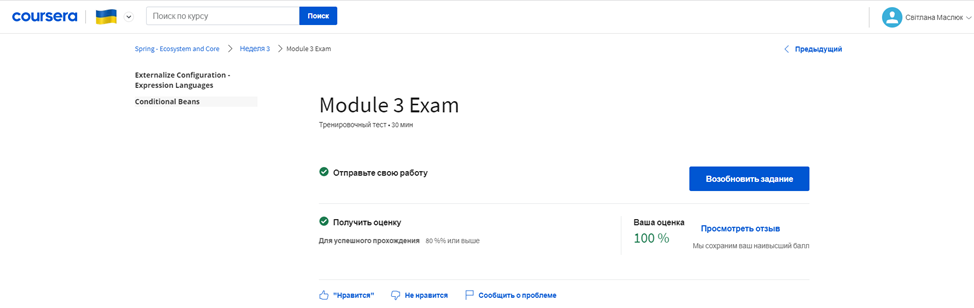 coursera
Поиск по курсу
Поиск
Світлана Маслюк
Spring - Ecosystem and Core > Неделя 3 > Module 3 Exam
Предыдущий
Externalize Configuration -
Expression Languages
Conditional Beans
Module 3 Exam
Тренировочный тест • 30 мин
Отправьте свою работу
Возобновить задание
Получить оценку
Для успешного прохождения 80 %% или выше
Ваша оценка
100 %
Просмотреть отзыв
Мы сохраним ваш наивысший балл
"Нравится"
Не нравится
Сообщить о проблеме